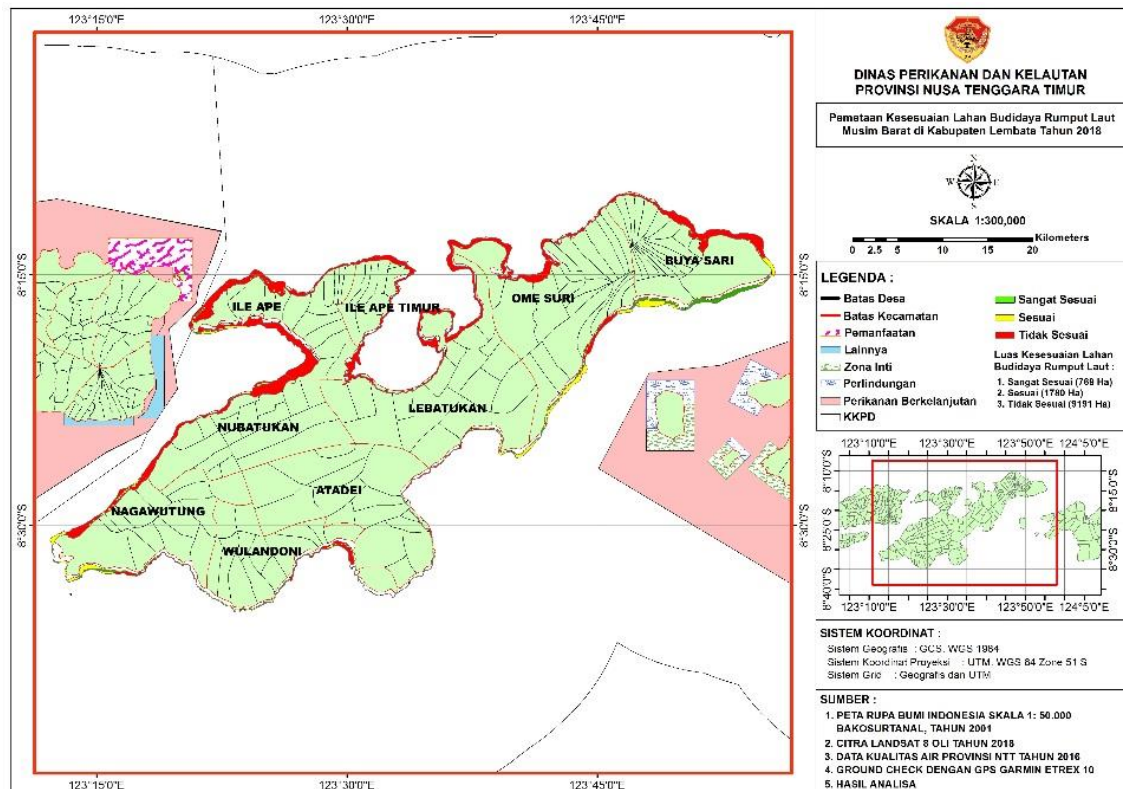 123°15'0"E 123°30'0"E 123°45'0"E
8°15'0"S
8°30'0"S
ILE APE
ILE APE TIMUR
OME SURI
BUYA SARI
LEBATUKAN
NUBATUKAN
ATADEI
NAGAWUTUNG
WULANDONI
8°15'0"S
8°30'0"S
123°15'0"E 123°30'0"E 123°45'0"E
DINAS PERIKANAN DAN KELAUTAN
PROVINSI NUSA TENGGARA TIMUR
Pemetaan Kesesuaian Lahan Budidaya Rumput Laut
Musim Barat di Kabupaten Lembata Tahun 2018
N
W E
S
SKALA 1:300,000
Kilometers
0 2.5 5 10 15 20
LEGENDA :
Batas Desa
Batas Kecamatan
Pemanfaatan
Lainnya
Zona Inti
Perlindungan
Perikanan Berkelanjutan
KKPD
Sangat Sesuai
Sesuai
Tidak Sesuai
Luas Kesesuaian Lahan
Budidaya Rumput Laut :
1. Sangat Sesuai (768 Ha)
2. Sesuai (1780 Ha)
3. Tidak Sesuai (9191 Ha)
123°10'0"E 123°30'0"E 123°50'0"E 124°5'0"E
8°10'0"S
8°25'0"S
8°40'0"S
8°15'0"S
8°30'0"S
123°10'0"E 123°30'0"E 123°50'0"E 124°5'0"E
SISTEM KOORDINAT :
Sistem Geografis : GCS. WGS 1984
Sistem Koordinat Proyeksi : UTM. WGS 84 Zone 51 S
Sistem Grid : Geografis dan UTM
SUMBER :
1. PETA RUPA BUMI INDONESIA SKALA 1: 50.000
BAKOSURTANAL, TAHUN 2001
2. CITRA LANDSAT 8 OLI TAHUN 2018
3. DATA KUALITAS AIR PROVINSI NTT TAHUN 2016
4. GROUND CHECK DENGAN GPS GARMIN ETREX 10
5. HASIL ANALISA